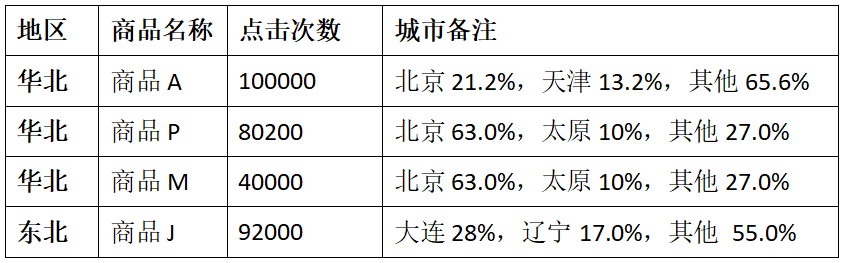 地区 商品名称 点击次数 城市备注
华北 商品 A 100000 北京 21.2%，天津 13.2%，其他 65.6%
华北 商品 P 80200 北京 63.0%，太原 10%，其他 27.0%
华北 商品 M 40000 北京 63.0%，太原 10%，其他 27.0%
东北 商品 J 92000 大连 28%，辽宁 17.0%，其他 55.0%